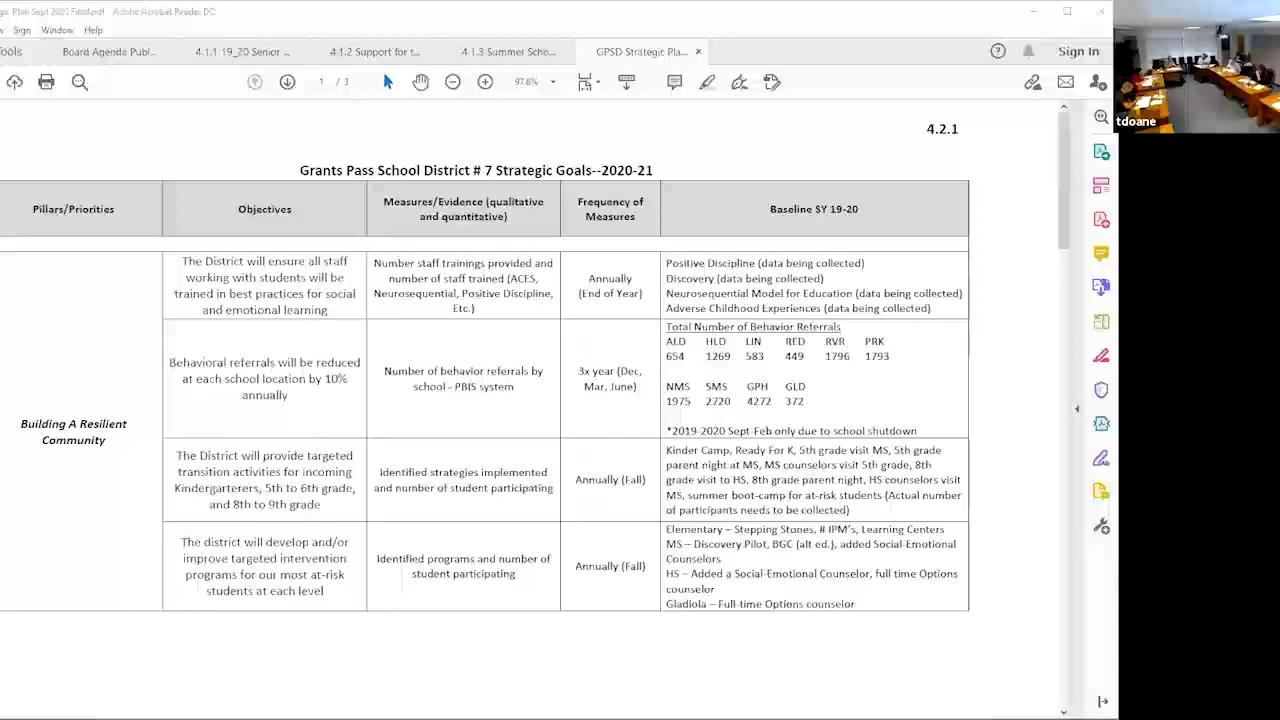 gic Plan Sept 2020 Final.pdf - Adobe Acrobat Reader DC
w Sign Window Help
Tools Board Agenda Publ... 4.1.1 19_20 Senior ... 4.1.2 Support for t... 4.1.3 Summer Scho... GPSD Strategic Pla... × Sign In
1 / 3 97.8%
tdoane
4.2.1
Grants Pass School District # 7 Strategic Goals--2020-21
Pillars/Priorities
Objectives
Measures/Evidence (qualitative
and quantitative)
Frequency of
Measures
Baseline SY 19-20
Building A Resilient
Community
The District will ensure all staff
working with students will be
trained in best practices for social
and emotional learning
Number staff trainings provided and
number of staff trained (ACES,
Neurosequential, Positive Discipline,
Etc.)
Annually
(End of Year)
Positive Discipline (data being collected)
Discovery (data being collected)
Neurosequential Model for Education (data being collected)
Adverse Childhood Experiences (data being collected)
Behavioral referrals will be reduced
at each school location by 10%
annually
Number of behavior referrals by
school - PBIS system
3x year (Dec,
Mar, June)
Total Number of Behavior Referrals
ALD HLD LIN RED RVR PRK
654 1269 583 449 1796 1793
NMS SMS GPH GLD
1975 2720 4272 372
*2019-2020 Sept-Feb only due to school shutdown
The District will provide targeted
transition activities for incoming
Kindergarterers, 5th to 6th grade,
and 8th to 9th grade
Identified strategies implemented
and number of student participating
Annually (Fall)
Kinder Camp, Ready For K, 5th grade visit MS, 5th grade
parent night at MS, MS counselors visit 5th grade, 8th
grade visit to HS, 8th grade parent night, HS counselors visit
MS, summer boot-camp for at-risk students (Actual number
of participants needs to be collected)
The district will develop and/or
improve targeted intervention
programs for our most at-risk
students at each level
Identified programs and number of
student participating
Annually (Fall)
Elementary – Stepping Stones, # IPM's, Learning Centers
MS – Discovery Pilot, BGC (alt ed.), added Social-Emotional
Counselors
HS – Added a Social-Emotional Counselor, full time Options
counselor
Gladiola – Full-time Options counselor